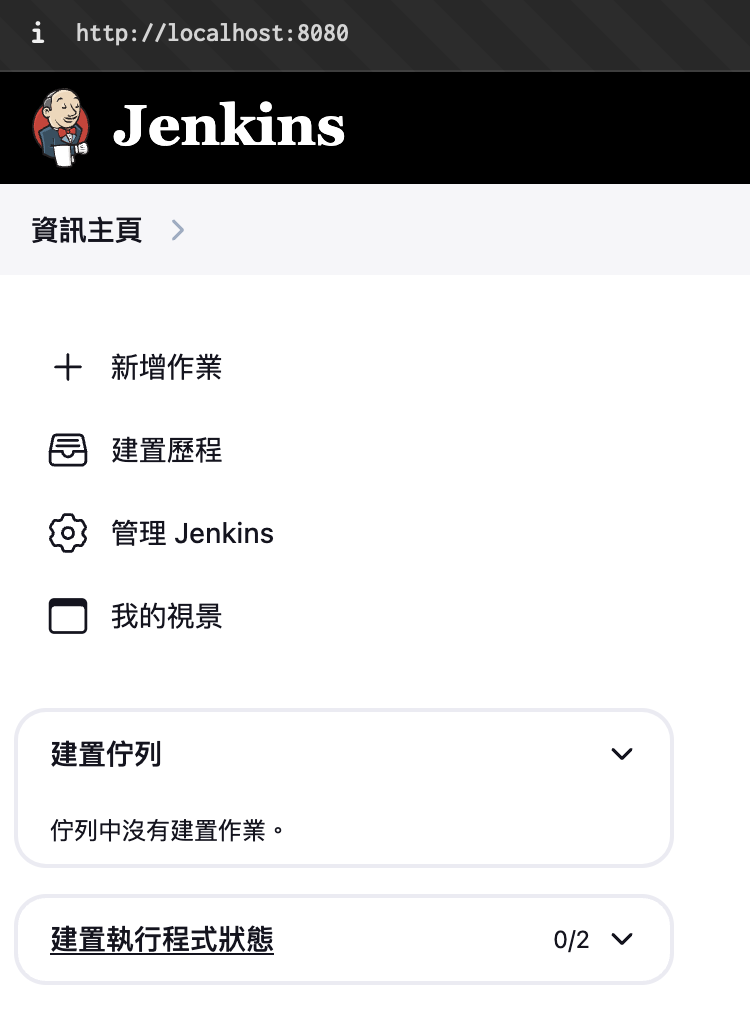 http://localhost:8080
Jenkins
資訊主頁
新增作業
建置歷程
管理 Jenkins
我的視景
建置佇列
佇列中沒有建置作業。
建置執行程式狀態 0/2